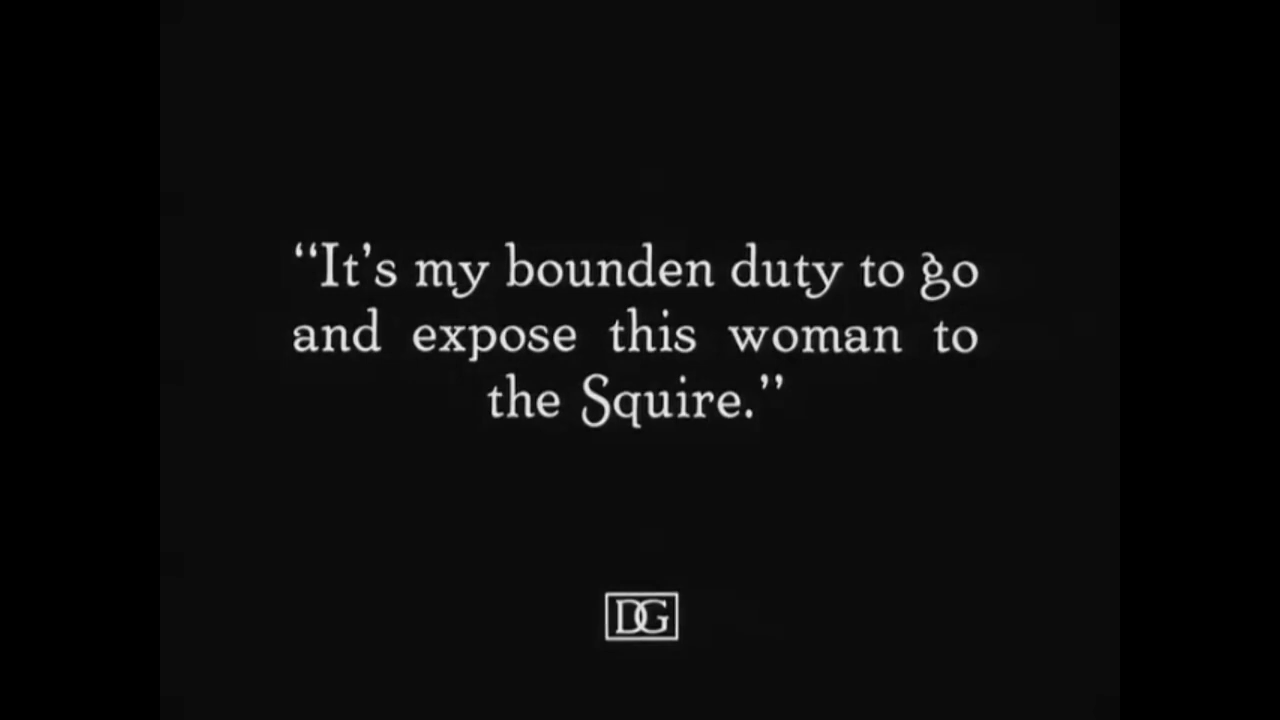 “It’s my bounden duty to go
and expose this woman to
the Squire.”
DG